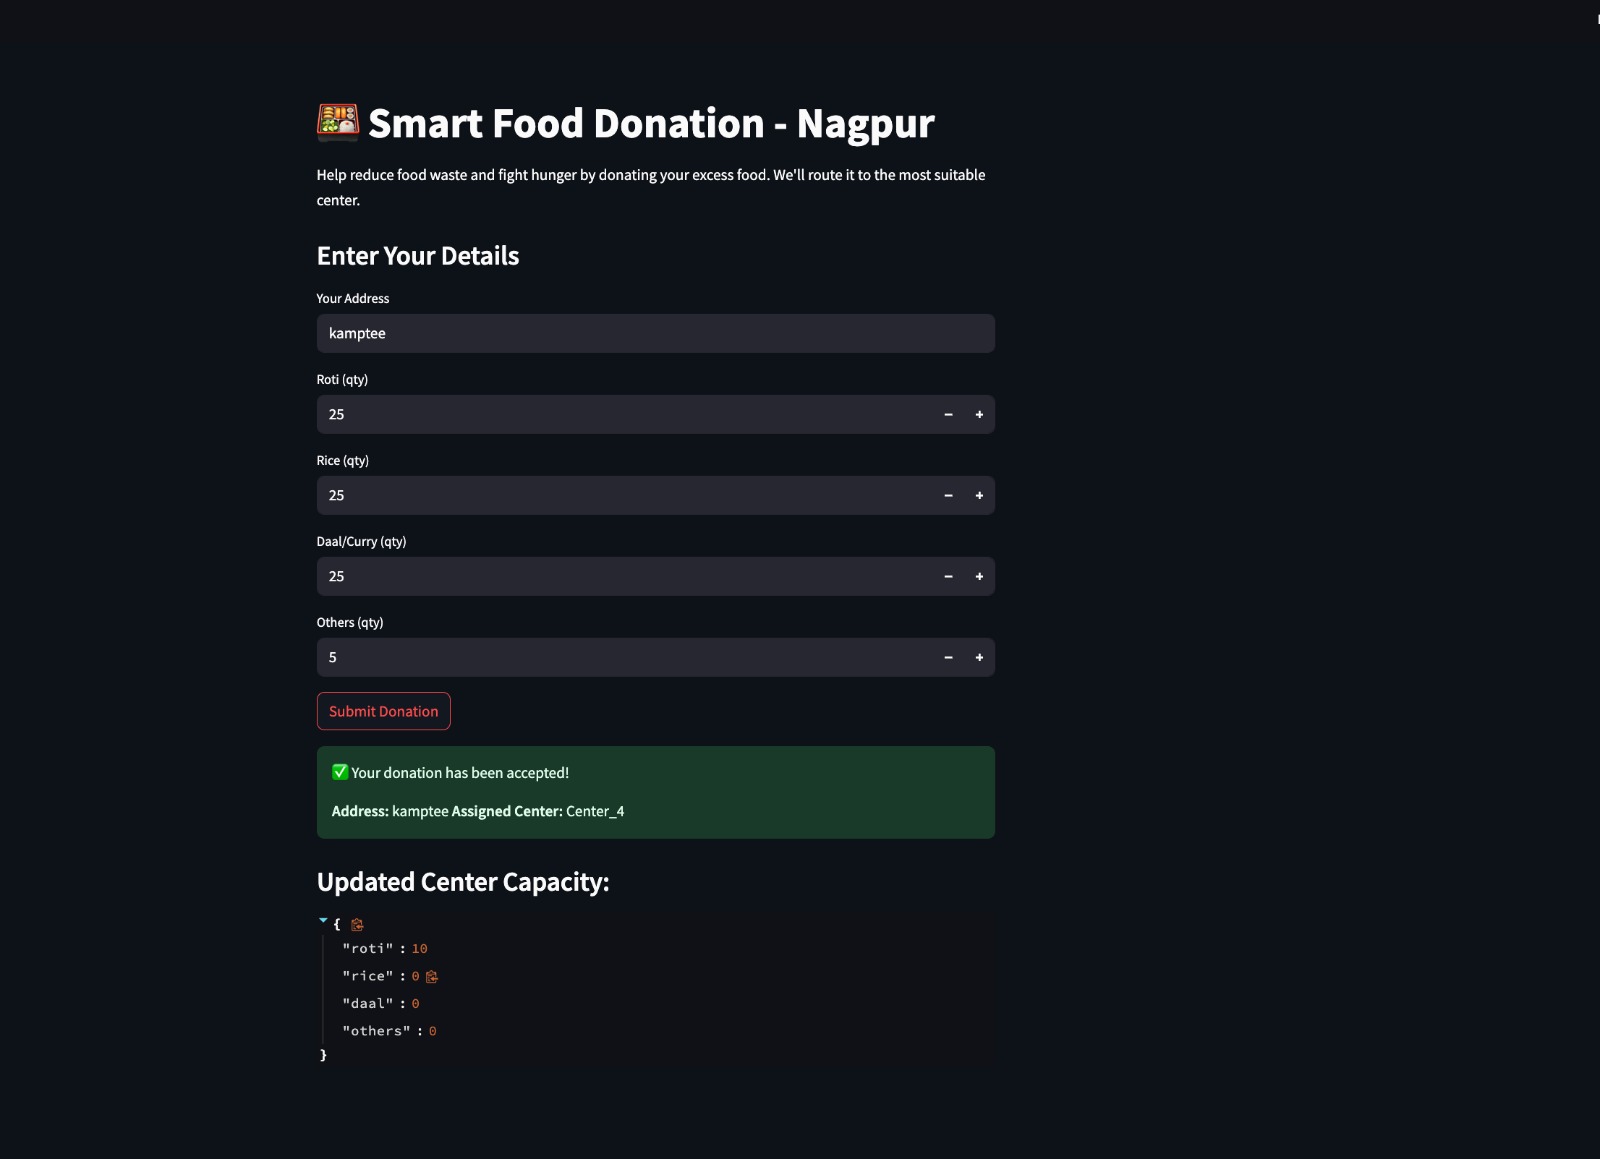 Smart Food Donation - Nagpur
Help reduce food waste and fight hunger by donating your excess food. We'll route it to the most suitable
center.
Enter Your Details
Your Address
kamptee
Roti (qty)
25
Rice (qty)
25
Daal/Curry (qty)
25
Others (qty)
5
Submit Donation
Your donation has been accepted!
Address: kamptee Assigned Center: Center_4
Updated Center Capacity:
{
"roti" : 10
"rice" : 0
"daal" : 0
"others" : 0
}